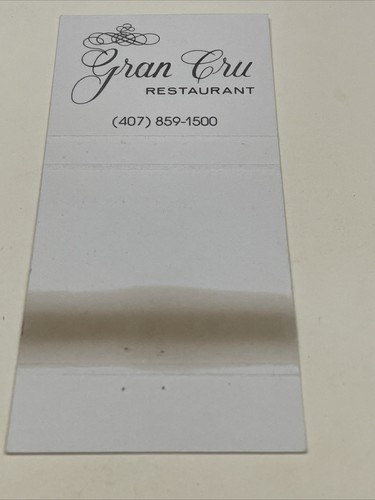 Gran Cru
RESTAURANT
(407) 859-1500